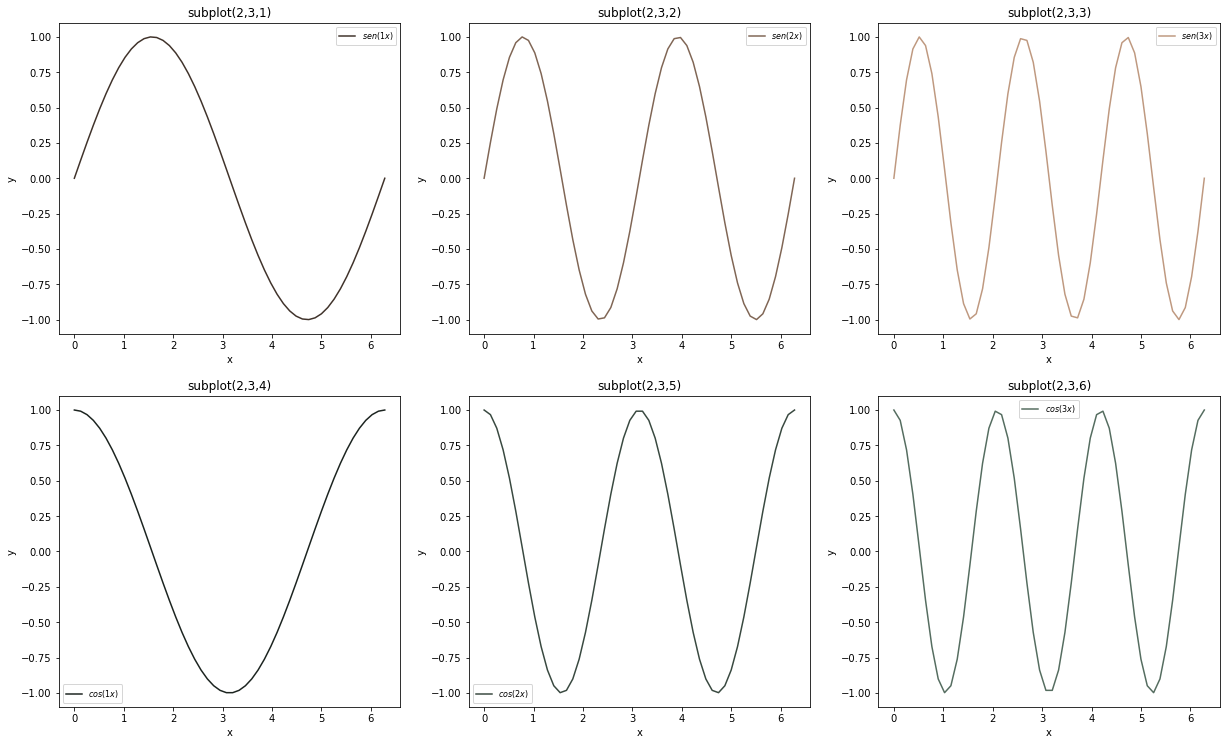 subplot(2,3,1)
1.00
0.75
0.50
0.25
0.00
−0.25
−0.50
−0.75
−1.00
y
sen(1x)
0 1 2 3 4 5 6
x
subplot(2,3,2)
1.00
0.75
0.50
0.25
0.00
−0.25
−0.50
−0.75
−1.00
y
sen(2x)
0 1 2 3 4 5 6
x
subplot(2,3,3)
1.00
0.75
0.50
0.25
0.00
−0.25
−0.50
−0.75
−1.00
y
sen(3x)
0 1 2 3 4 5 6
x
subplot(2,3,4)
1.00
0.75
0.50
0.25
0.00
−0.25
−0.50
−0.75
−1.00
y
cos(1x)
0 1 2 3 4 5 6
x
subplot(2,3,5)
1.00
0.75
0.50
0.25
0.00
−0.25
−0.50
−0.75
−1.00
y
cos(2x)
0 1 2 3 4 5 6
x
subplot(2,3,6)
1.00
0.75
0.50
0.25
0.00
−0.25
−0.50
−0.75
−1.00
y
cos(3x)
0 1 2 3 4 5 6
x